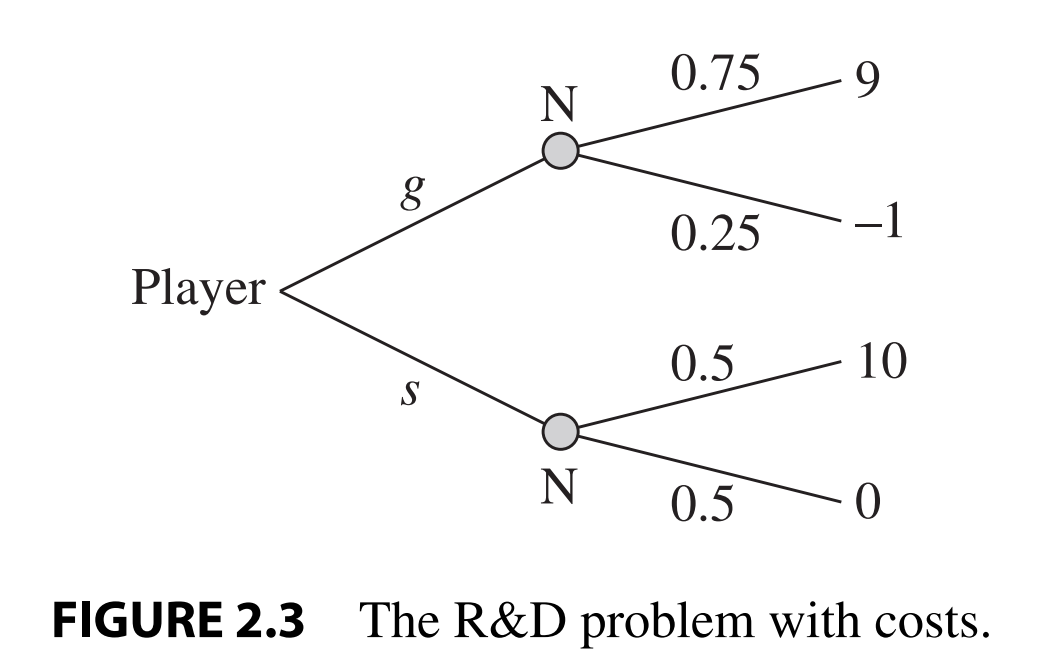 0.75 9
N
g
0.25 –1
Player
0.5 10
s
N
0.5 0
FIGURE 2.3 The R&D problem with costs.